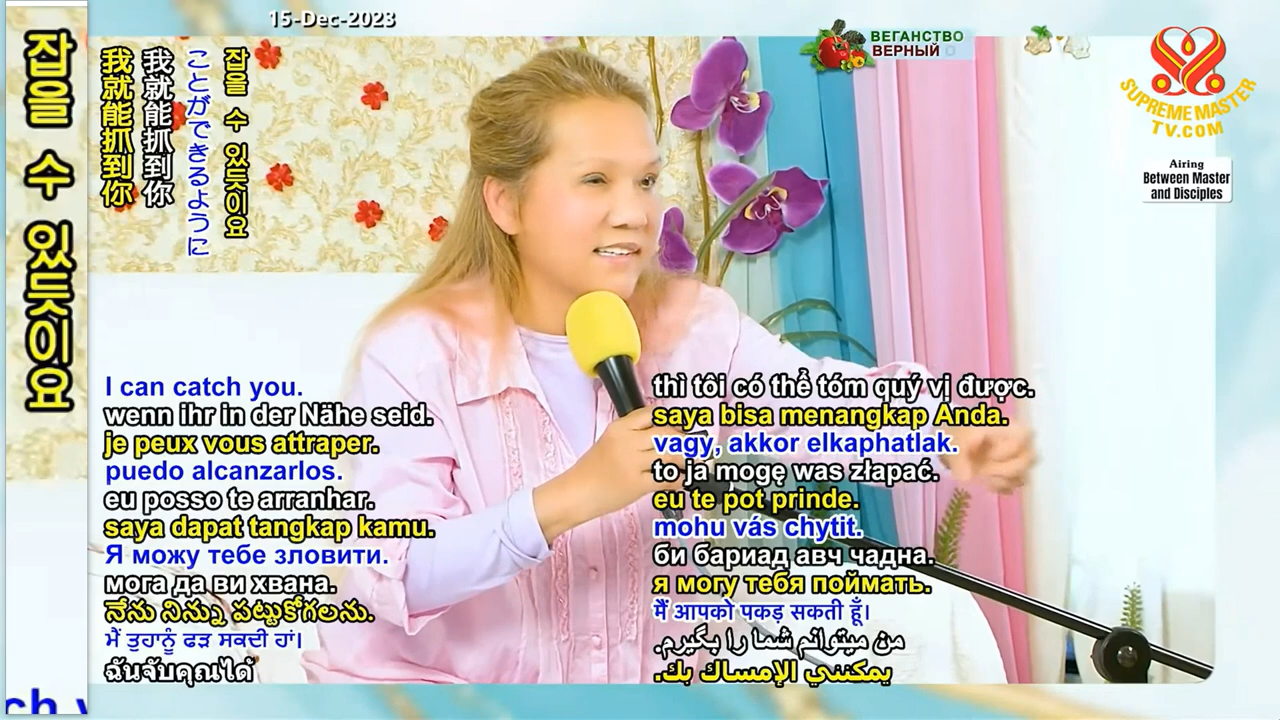 15-Dec-2023
잡을 수 있듯이요
ВЕГАНСТВО
ВЕРНЫЙ
SUPREME MASTER
TV.COM
Airing
Between Master
and Disciples
我就能抓到你
我就能抓到你
ことができるように
잡을 수 있듯이요
I can catch you.
wenn ihr in der Nähe seid.
je peux vous attraper.
puedo alcanzarlos.
eu posso te arranhar.
saya dapat tangkap kamu.
Я можу тебе зловити.
мога да ви хвана.
నేను నిన్ను పట్టుకోగలను.
ਮੈਂ ਤੁਹਾਨੂੰ ਫੜ ਸਕਦੀ ਹਾਂ।
ฉันจับคุณได้
thì tôi có thể tóm quý vị được.
saya bisa menangkap Anda.
vagy, akkor elkaphatlak.
to ja mogę was złapać.
eu te pot prinde.
mohu vás chytit.
би бариад авч чадна.
я могу тебя поймать.
मैं आपको पकड़ सकती हूँ।
من میتوانم شما را بگیرم.
يمكنني الإمساك بك.